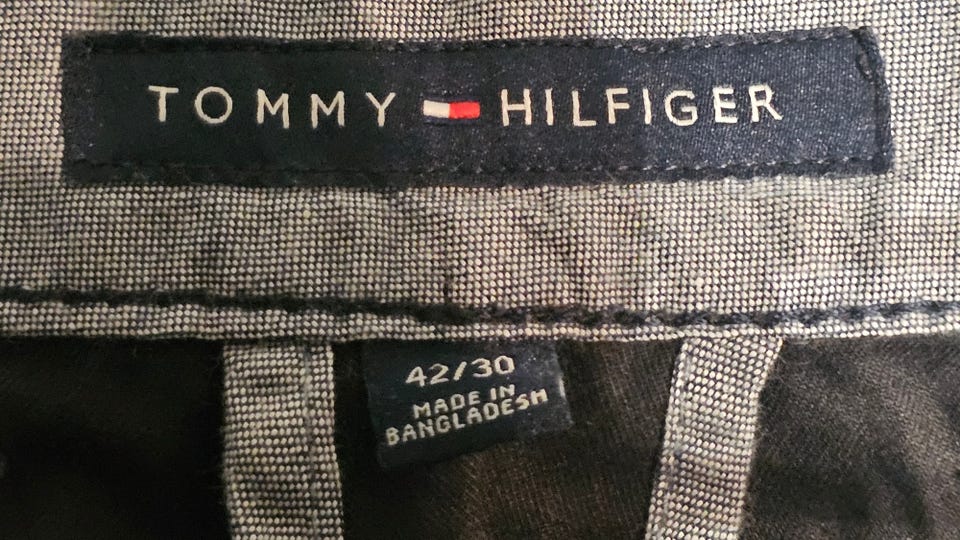 TOMMY HILFIGER
42/30
MADE IN
BANGLADESH